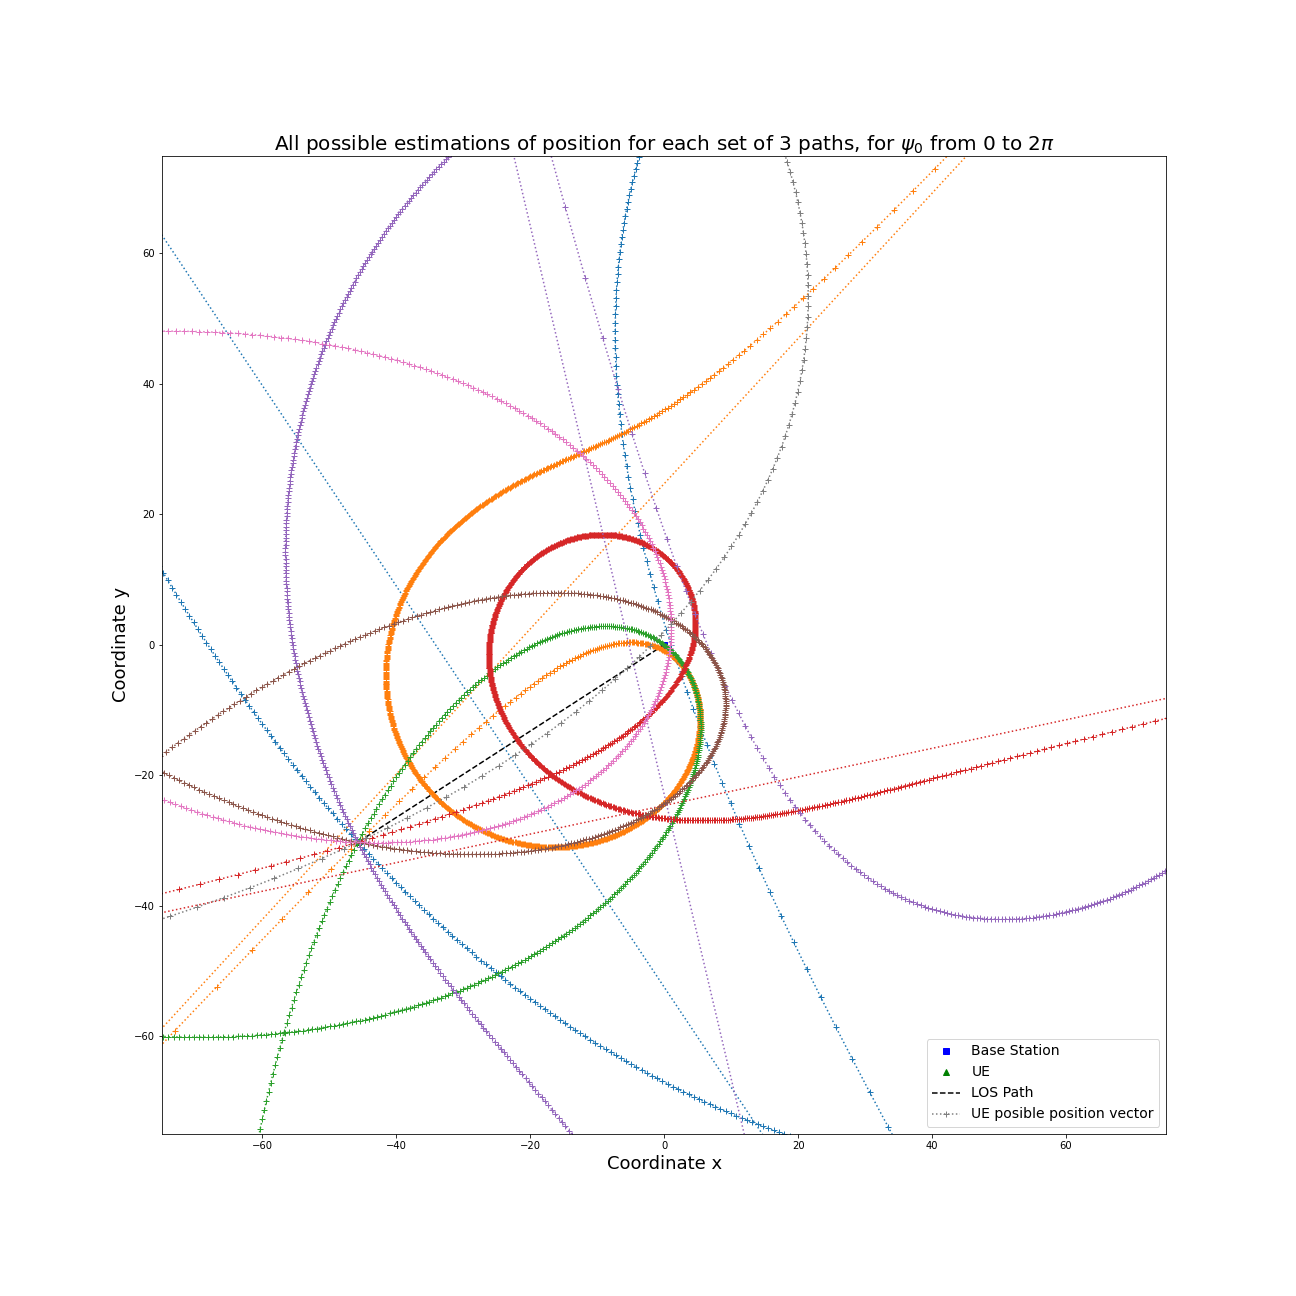 All possible estimations of position for each set of 3 paths, for ψ₀ from 0 to 2π
Coordinate y
60
40
20
0
−20
−40
−60
−60 −40 −20 0 20 40 60
Coordinate x
Base Station
UE
LOS Path
UE posible position vector